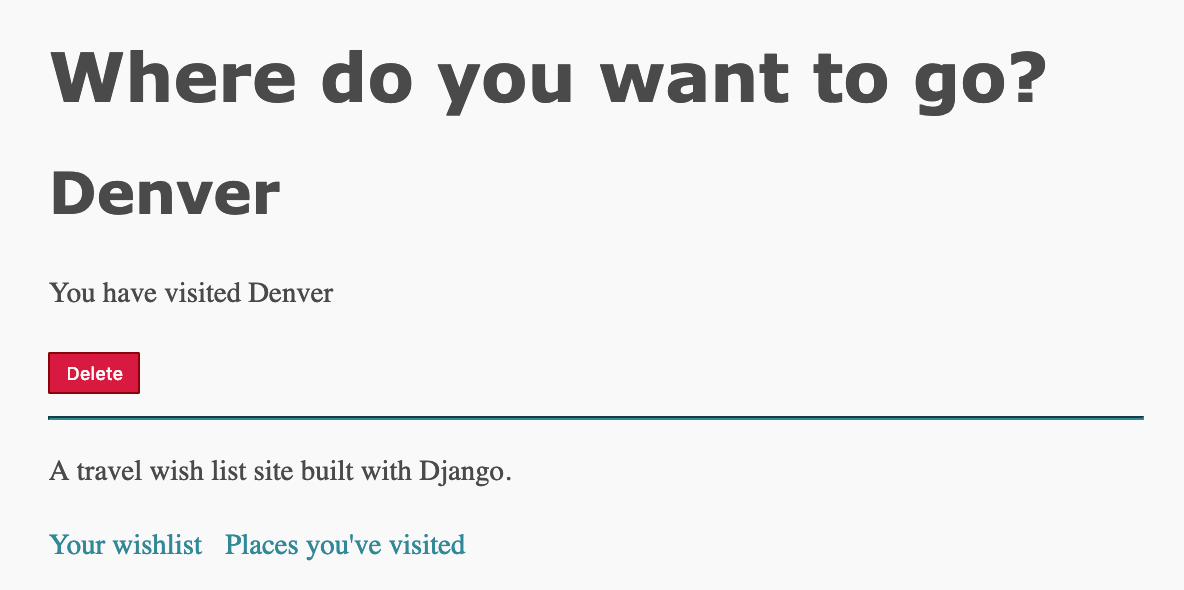 Where do you want to go?
Denver
You have visited Denver
Delete
A travel wish list site built with Django.
Your wishlist Places you've visited